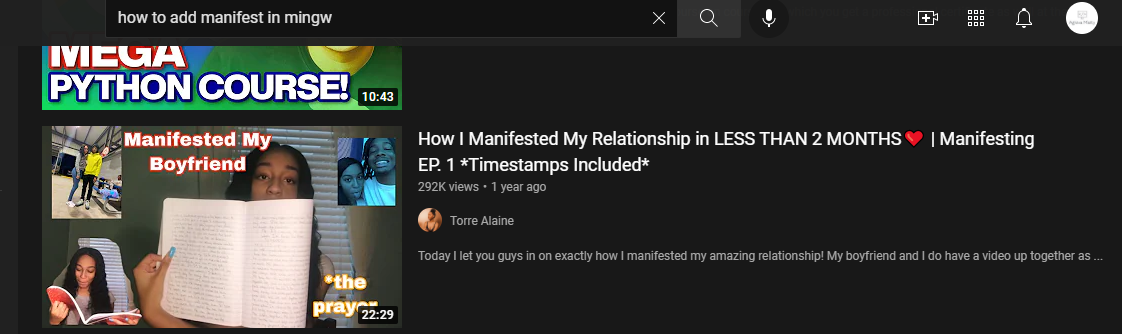 how to add manifest in mingw
MEGA
PYTHON COURSE!
10:43
Manifested My
Boyfriend
*the
prayer
22:29
How I Manifested My Relationship in LESS THAN 2 MONTHS❤️ | Manifesting
EP. 1 *Timestamps Included*
292K views • 1 year ago
Torre Alaine
Today I let you guys in on exactly how I manifested my amazing relationship! My boyfriend and I do have a video up together as ...